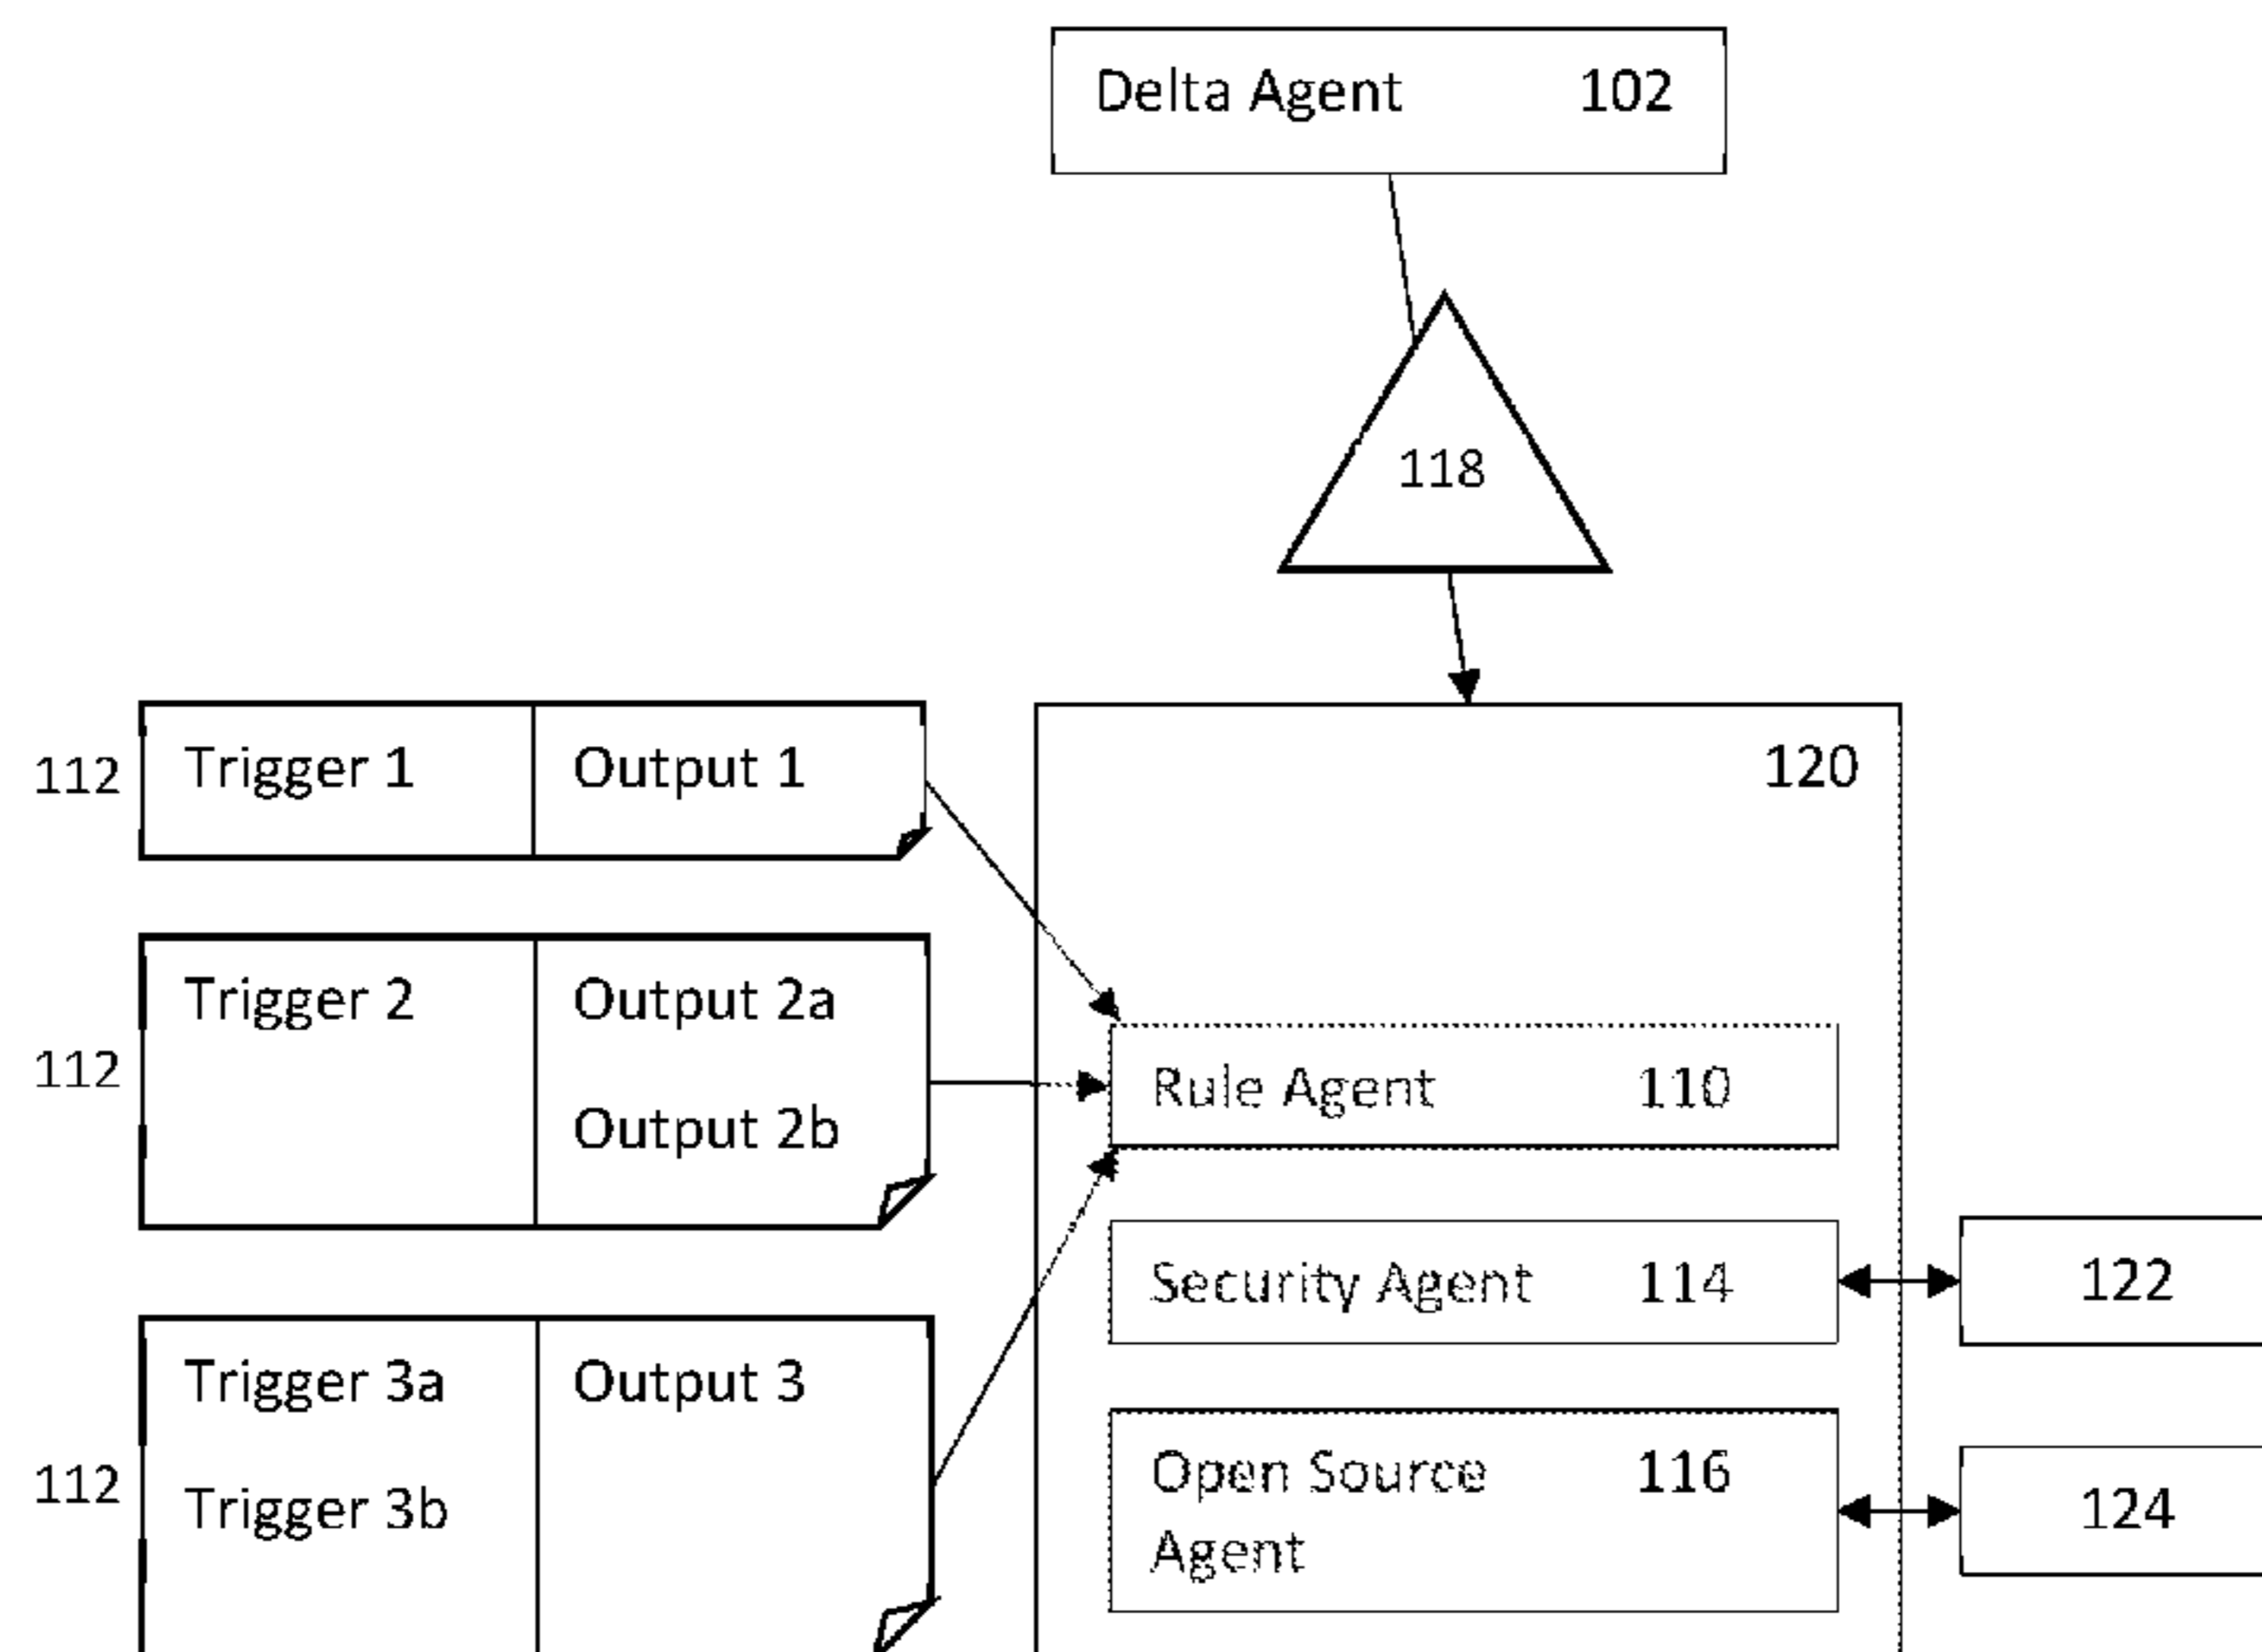 Delta Agent 102
118
120
112 Trigger 1 Output 1
112 Trigger 2 Output 2a
Output 2b
Rule Agent 110
Security Agent 114
122
112 Trigger 3a Output 3
Trigger 3b
Open Source 116
Agent
124